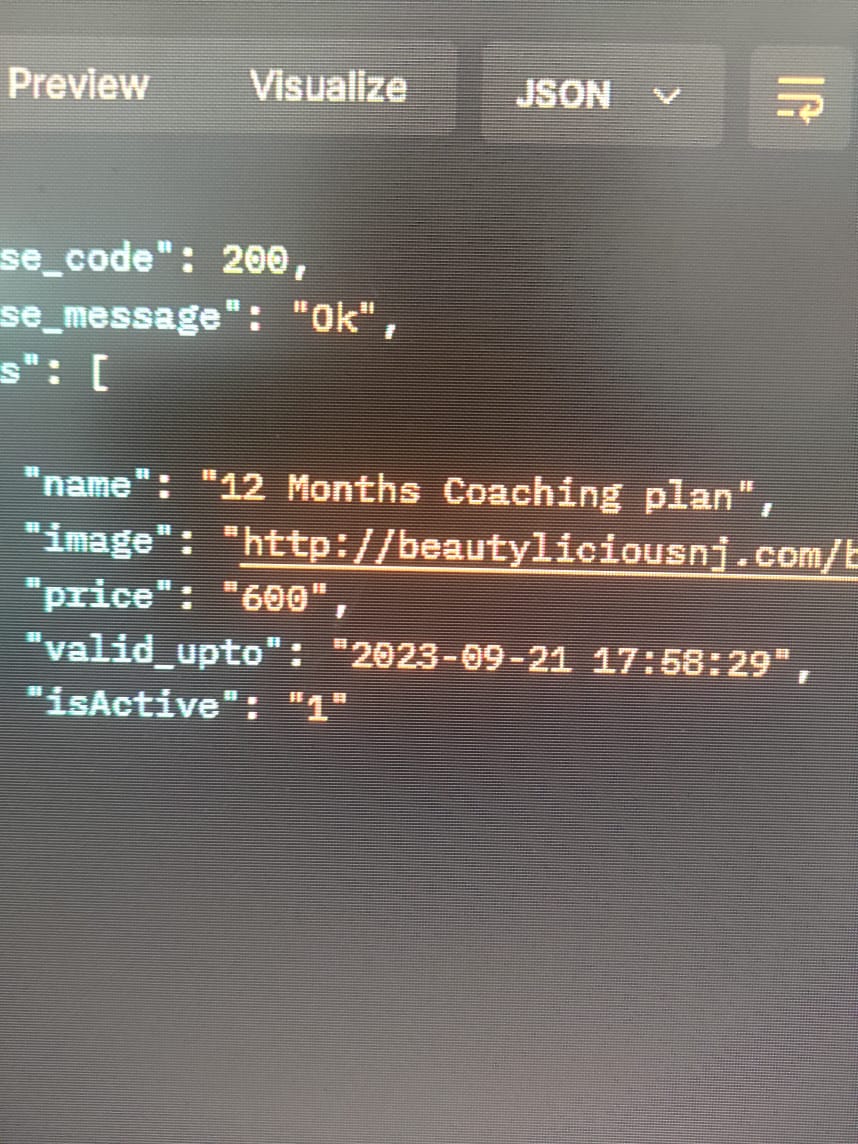 Preview Visualize JSON
se_code": 200,
se_message": "Ok",
s": [
"name": "12 Months Coaching plan",
"image": "http://beautyliciousnj.com/b
"price": "600",
"valid_upto": "2023-09-21 17:58:29",
"isActive": "1"